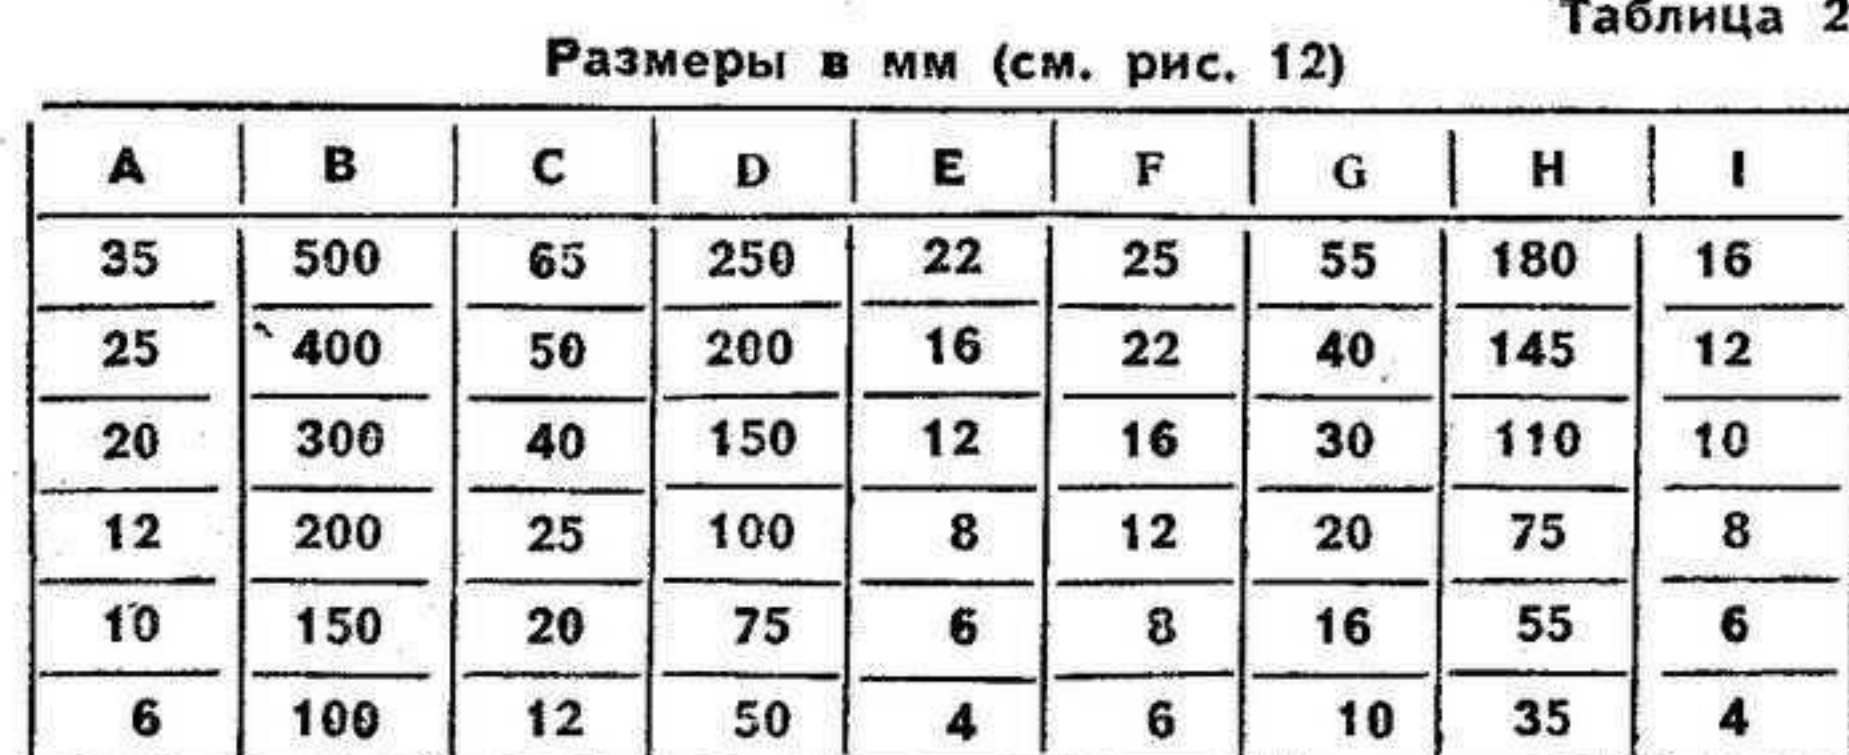 Таблица 2
Размеры в мм (см. рис. 12)
A B C D E F G H I
35 500 65 250 22 25 55 180 16
25 400 50 200 16 22 40 145 12
20 300 40 150 12 16 30 110 10
12 200 25 100 8 12 20 75 8
10 150 20 75 6 8 16 55 6
6 100 12 50 4 6 10 35 4